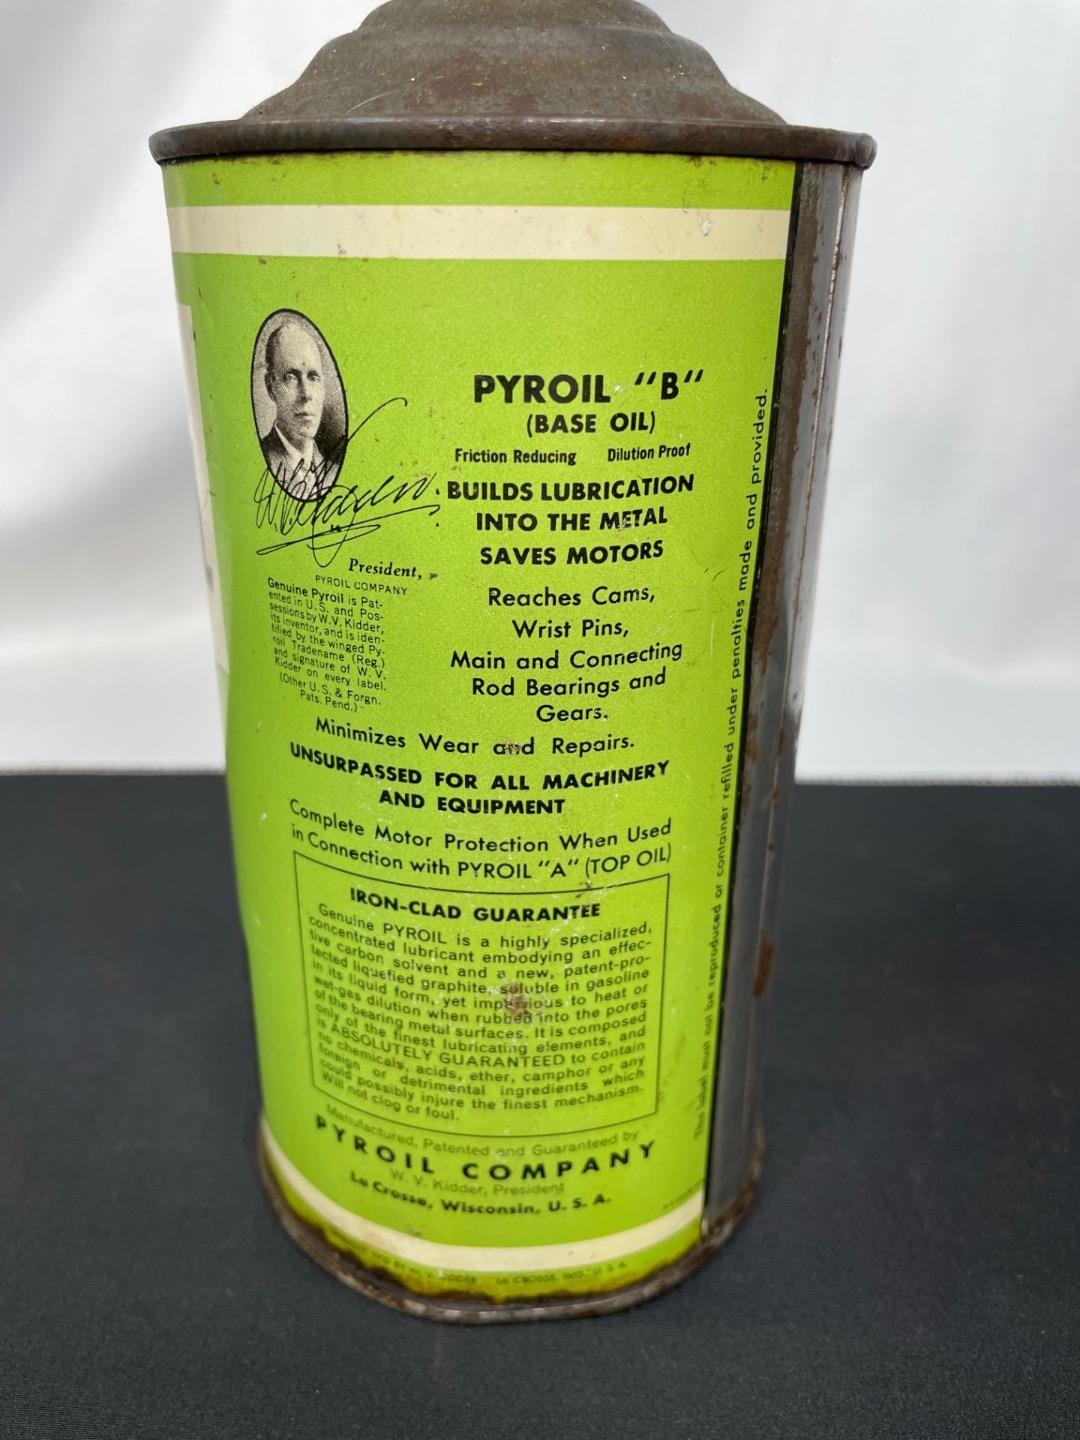 PYROIL "B"
(BASE OIL)
Friction Reducing Dilution Proof
BUILDS LUBRICATION
INTO THE METAL
SAVES MOTORS
Reaches Cams,
Wrist Pins,
Main and Connecting
Rod Bearings and
Gears.
Minimizes Wear and Repairs.
W.V. Kidder
President,
PYROIL COMPANY
Genuine Pyroil is Pat-
ented in U.S. and Pos-
sessions by W.V. Kidder,
its inventor, and is iden-
tified by the winged Py-
roil Tradename (Reg.)
and signature of W. V.
Kidder on every label.
(Other U.S. & Forgn.
Pats. Pend.)
UNSURPASSED FOR ALL MACHINERY
AND EQUIPMENT
Complete Motor Protection When Used
in Connection with PYROIL "A" (TOP OIL)
IRON-CLAD GUARANTEE
Genuine PYROIL is a highly specialized,
concentrated lubricant embodying an effec-
tive carbon solvent and a new, patent-pro-
tected liquefied graphite, soluble in gasoline
in its liquid form, yet impervious to heat or
wet-gas dilution when rubbed into the pores
of the bearing metal surfaces. It is composed
only of the finest lubricating elements, and
is ABSOLUTELY GUARANTEED to contain
no chemicals, acids, ether, camphor or any
foreign or detrimental ingredients which
could possibly injure the finest mechanism.
Will not clog or foul.
Manufactured, Patented and Guaranteed by
PYROIL COMPANY
W. V. Kidder, President
La Crosse, Wisconsin, U. S. A.
BY W. V. KIDDER LA CROSSE, WIS. U. S. A.
This label must not be reproduced or container refilled under penalties made and provided.